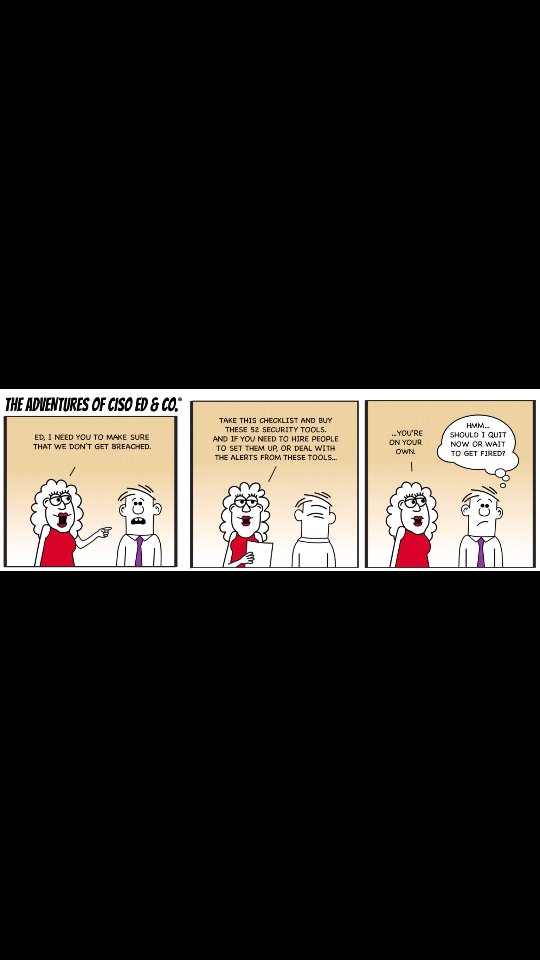 THE ADVENTURES OF CISO ED & CO.®
ED, I NEED YOU TO MAKE SURE
THAT WE DON'T GET BREACHED.
TAKE THIS CHECKLIST AND BUY
THESE 52 SECURITY TOOLS.
AND IF YOU NEED TO HIRE PEOPLE
TO SET THEM UP, OR DEAL WITH
THE ALERTS FROM THESE TOOLS...
...YOU'RE
ON YOUR
OWN.
HMM...
SHOULD I QUIT
NOW OR WAIT
TO GET FIRED?